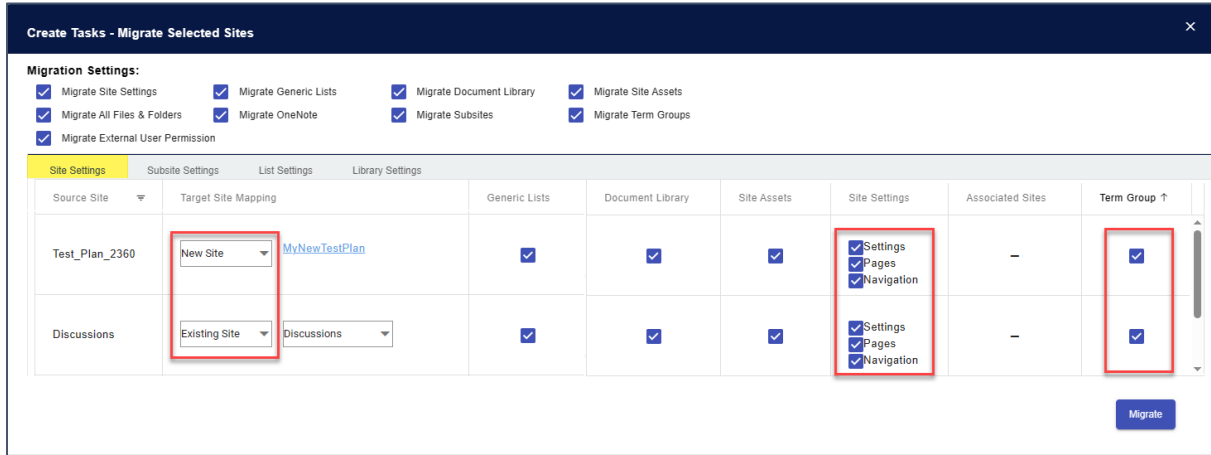 Create Tasks - Migrate Selected Sites
Migration Settings:
Migrate Site Settings Migrate Generic Lists Migrate Document Library Migrate Site Assets
Migrate All Files & Folders Migrate OneNote Migrate Subsites Migrate Term Groups
Migrate External User Permission
Site Settings Subsite Settings List Settings Library Settings
Source Site Target Site Mapping Generic Lists Document Library Site Assets Site Settings Associated Sites Term Group ↑
Test_Plan_2360 New Site MyNewTestPlan Settings
Pages –
Navigation
Discussions Existing Site Discussions Settings
Pages –
Navigation
Migrate